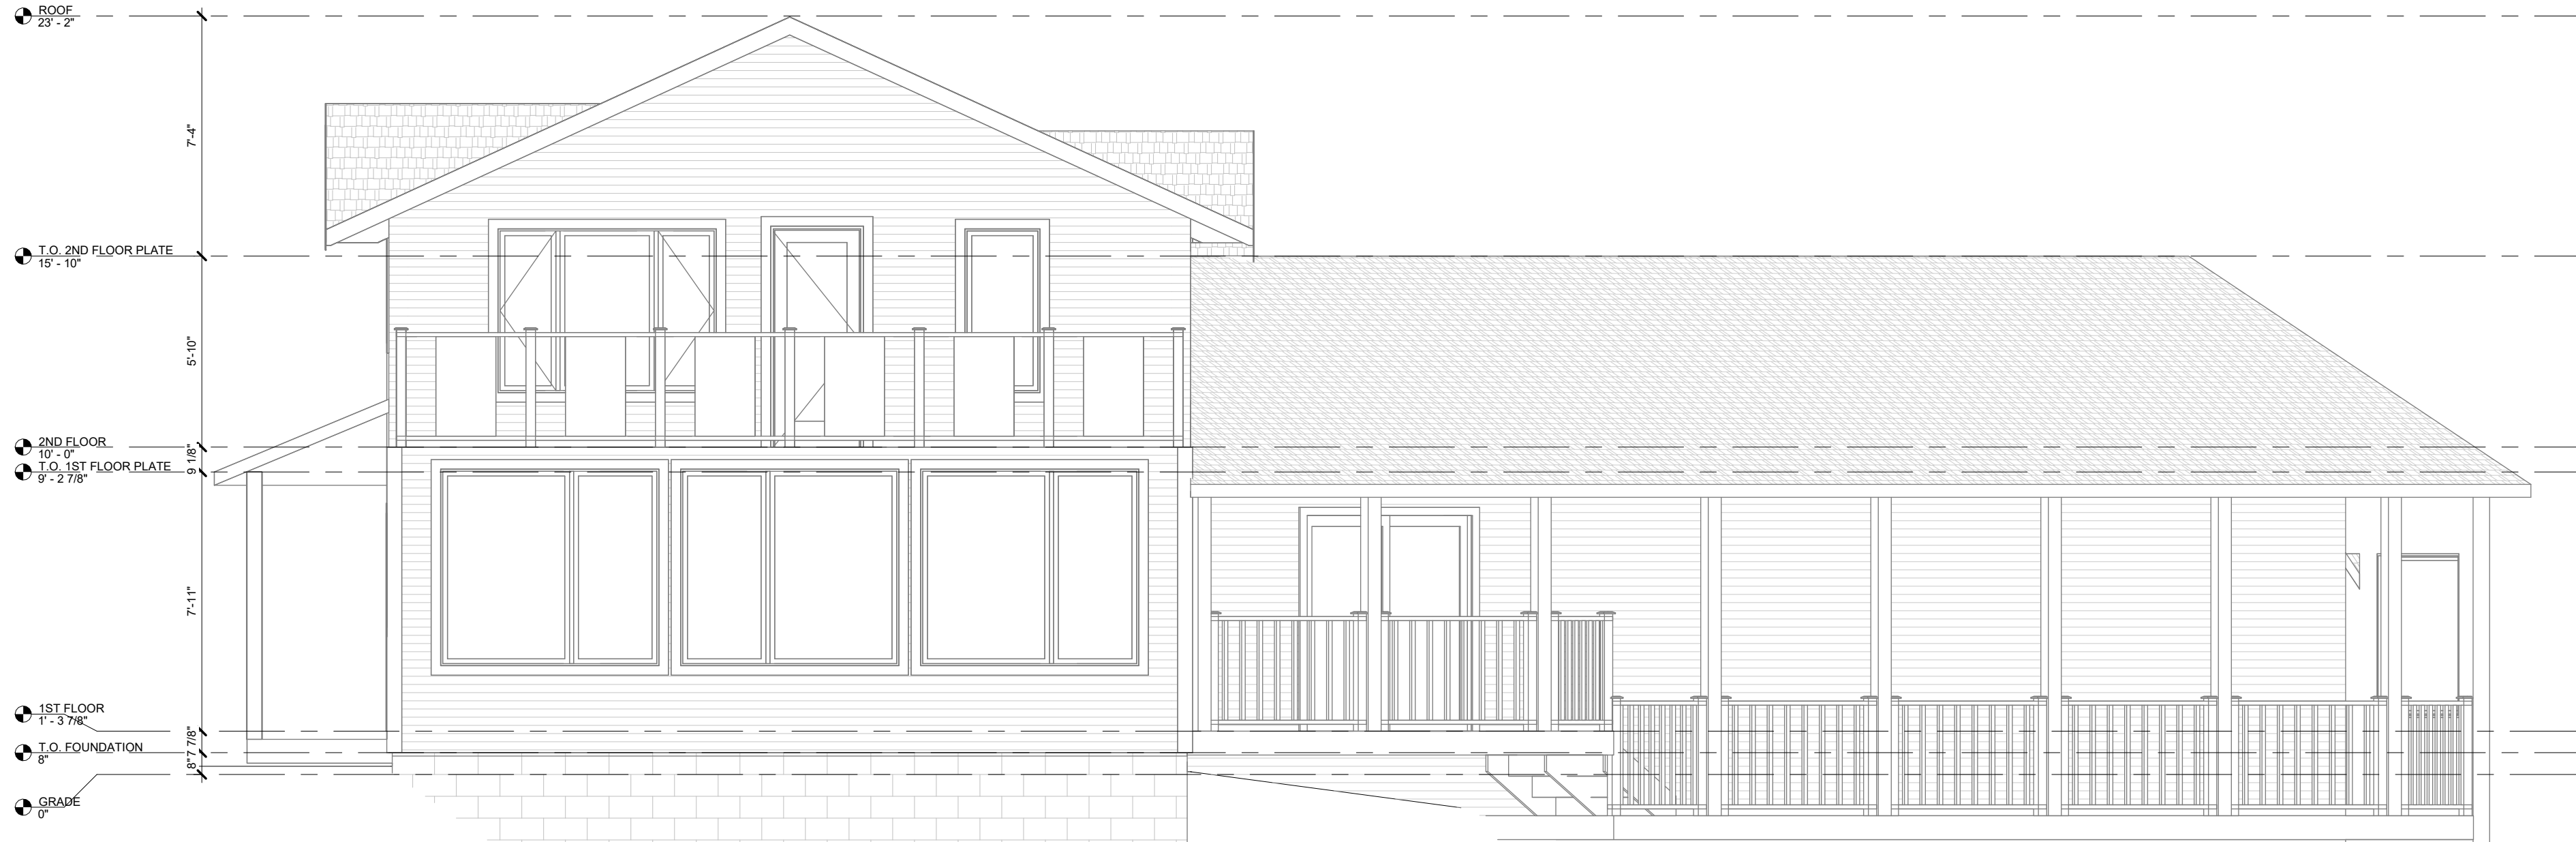 ROOF
23' - 2"
7'-4"
T.O. 2ND FLOOR PLATE
15' - 10"
5'-10"
2ND FLOOR
10' - 0"
9 1/8"
T.O. 1ST FLOOR PLATE
9' - 2 7/8"
7'-11"
1ST FLOOR
1' - 3 7/8"
7 7/8"
T.O. FOUNDATION
8"
8"
GRADE
0"